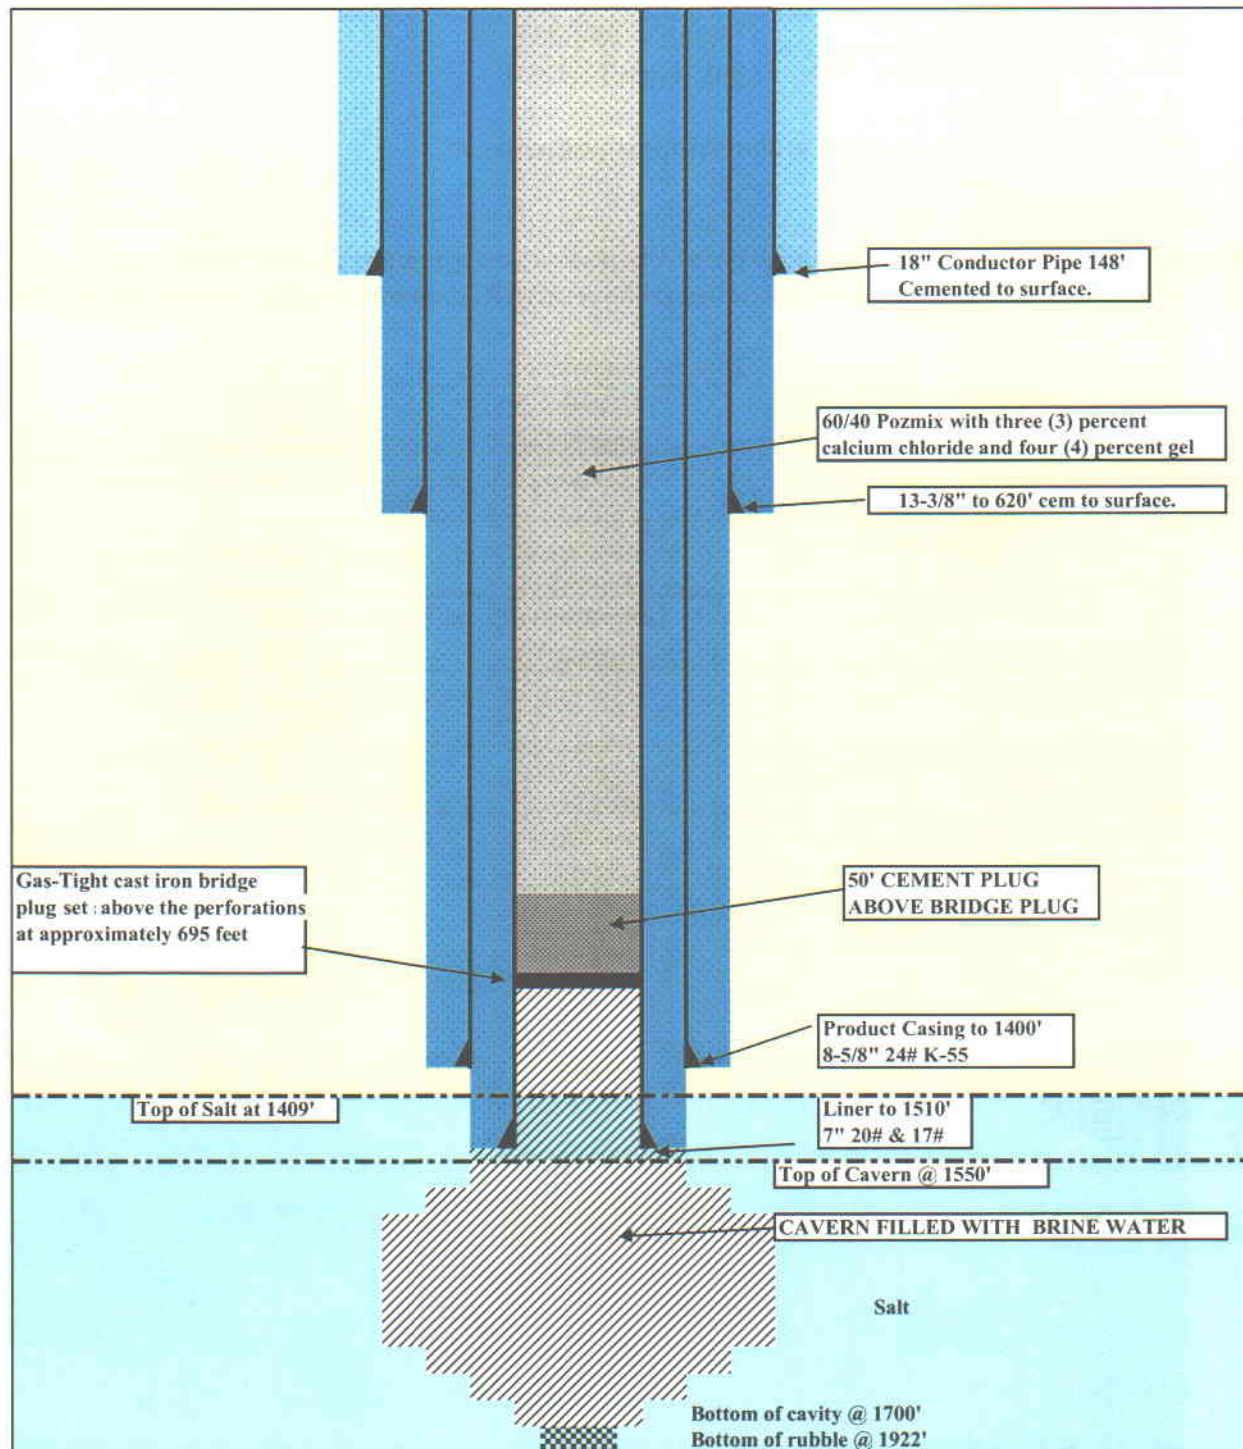 18" Conductor Pipe 148'
Cemented to surface.
60/40 Pozmix with three (3) percent
calcium chloride and four (4) percent gel
13-3/8" to 620' cem to surface.
Gas-Tight cast iron bridge
plug set : above the perforations
at approximately 695 feet
50' CEMENT PLUG
ABOVE BRIDGE PLUG
Product Casing to 1400'
8-5/8" 24# K-55
Top of Salt at 1409'
Liner to 1510'
7" 20# & 17#
Top of Cavern @ 1550'
CAVERN FILLED WITH BRINE WATER
Salt
Bottom of cavity @ 1700'
Bottom of rubble @ 1922'